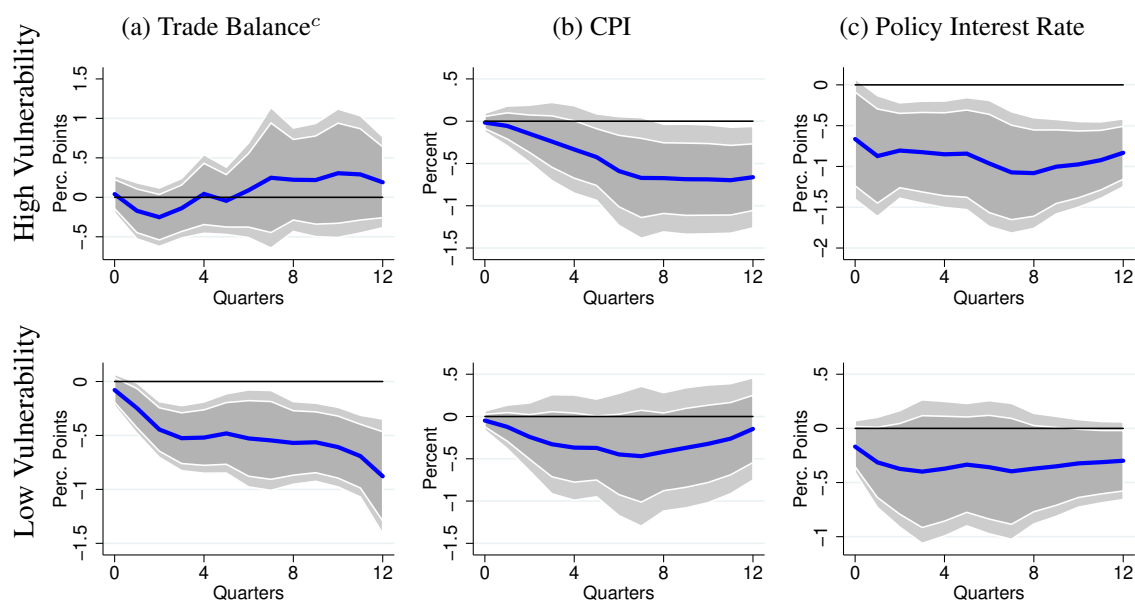 (a) Trade Balanceᶜ
(b) CPI
(c) Policy Interest Rate
High Vulnerability
Perc. Points
1.5
1
.5
0
−.5
0 4 8 12
Quarters
Percent
.5
0
−.5
−1
−1.5
0 4 8 12
Quarters
Perc. Points
0
−.5
−1
−1.5
−2
0 4 8 12
Quarters
Low Vulnerability
Perc. Points
0
−.5
−1
−1.5
0 4 8 12
Quarters
Percent
.5
0
−.5
−1
−1.5
0 4 8 12
Quarters
Perc. Points
.5
0
−.5
−1
0 4 8 12
Quarters